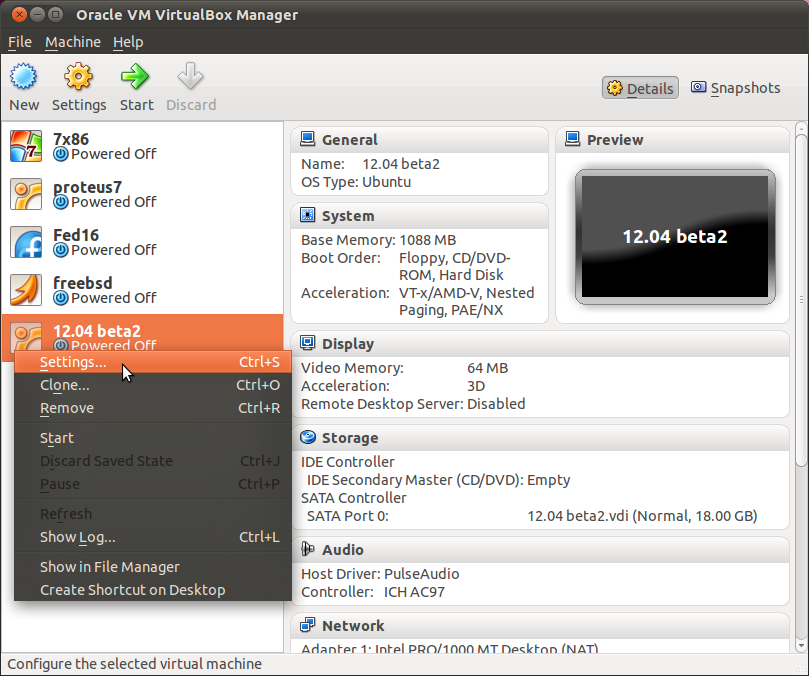 Oracle VM VirtualBox Manager
File Machine Help
New Settings Start Discard
Details Snapshots
7x86
Powered Off
proteus7
Powered Off
Fed16
Powered Off
freebsd
Powered Off
12.04 beta2
Powered Off
Settings... Ctrl+S
Clone... Ctrl+O
Remove Ctrl+R
Start
Discard Saved State Ctrl+J
Pause Ctrl+P
Refresh
Show Log... Ctrl+L
Show in File Manager
Create Shortcut on Desktop
General
Name: 12.04 beta2
OS Type: Ubuntu
System
Base Memory: 1088 MB
Boot Order: Floppy, CD/DVD-
ROM, Hard Disk
Acceleration: VT-x/AMD-V, Nested
Paging, PAE/NX
Preview
12.04 beta2
Display
Video Memory: 64 MB
Acceleration: 3D
Remote Desktop Server: Disabled
Storage
IDE Controller
IDE Secondary Master (CD/DVD): Empty
SATA Controller
SATA Port 0: 12.04 beta2.vdi (Normal, 18.00 GB)
Audio
Host Driver: PulseAudio
Controller: ICH AC97
Network
Adapter 1: Intel PRO/1000 MT Desktop (NAT)
Configure the selected virtual machine